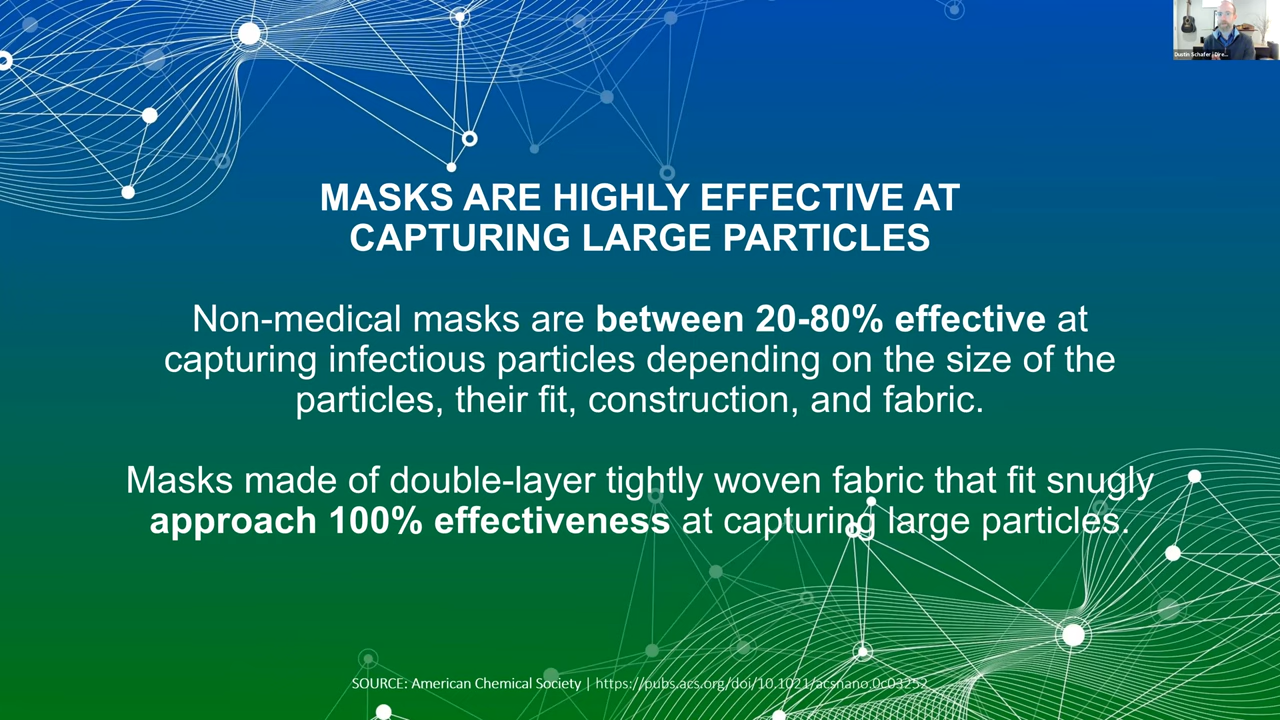 Dustin Schafer | Dire...
MASKS ARE HIGHLY EFFECTIVE AT
CAPTURING LARGE PARTICLES
Non-medical masks are between 20-80% effective at
capturing infectious particles depending on the size of the
particles, their fit, construction, and fabric.
Masks made of double-layer tightly woven fabric that fit snugly
approach 100% effectiveness at capturing large particles.
SOURCE: American Chemical Society | https://pubs.acs.org/doi/10.1021/acsnano.0c03252